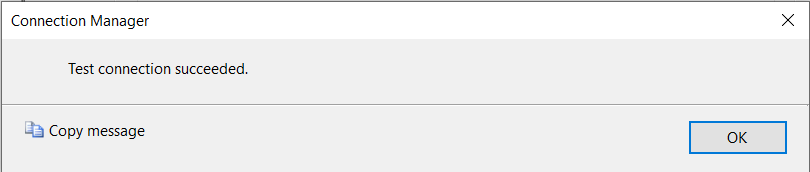 Connection Manager
Test connection succeeded.
Copy message
OK